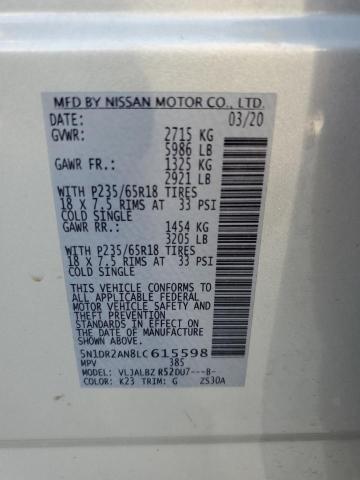 MFD BY NISSAN MOTOR CO., LTD.
DATE: 03/20
GVWR: 2715 KG
5986 LB
GAWR FR.: 1325 KG
2921 LB
WITH P235/65R18 TIRES
18 X 7.5 RIMS AT 33 PSI
COLD SINGLE
GAWR RR.: 1454 KG
3205 LB
WITH P235/65R18 TIRES
18 X 7.5 RIMS AT 33 PSI
COLD SINGLE
THIS VEHICLE CONFORMS TO
ALL APPLICABLE FEDERAL MOTOR
VEHICLE SAFETY, BUMPER, AND
THEFT PREVENTION
STANDARDS IN EFFECT ON THE
DATE OF MANUFACTURE SHOWN
ABOVE.
5N1DR2AN8LC615598
MPV 385
MODEL: VLJALBZ R52DU7---B-
COLOR: K23 TRIM: G ZS30A